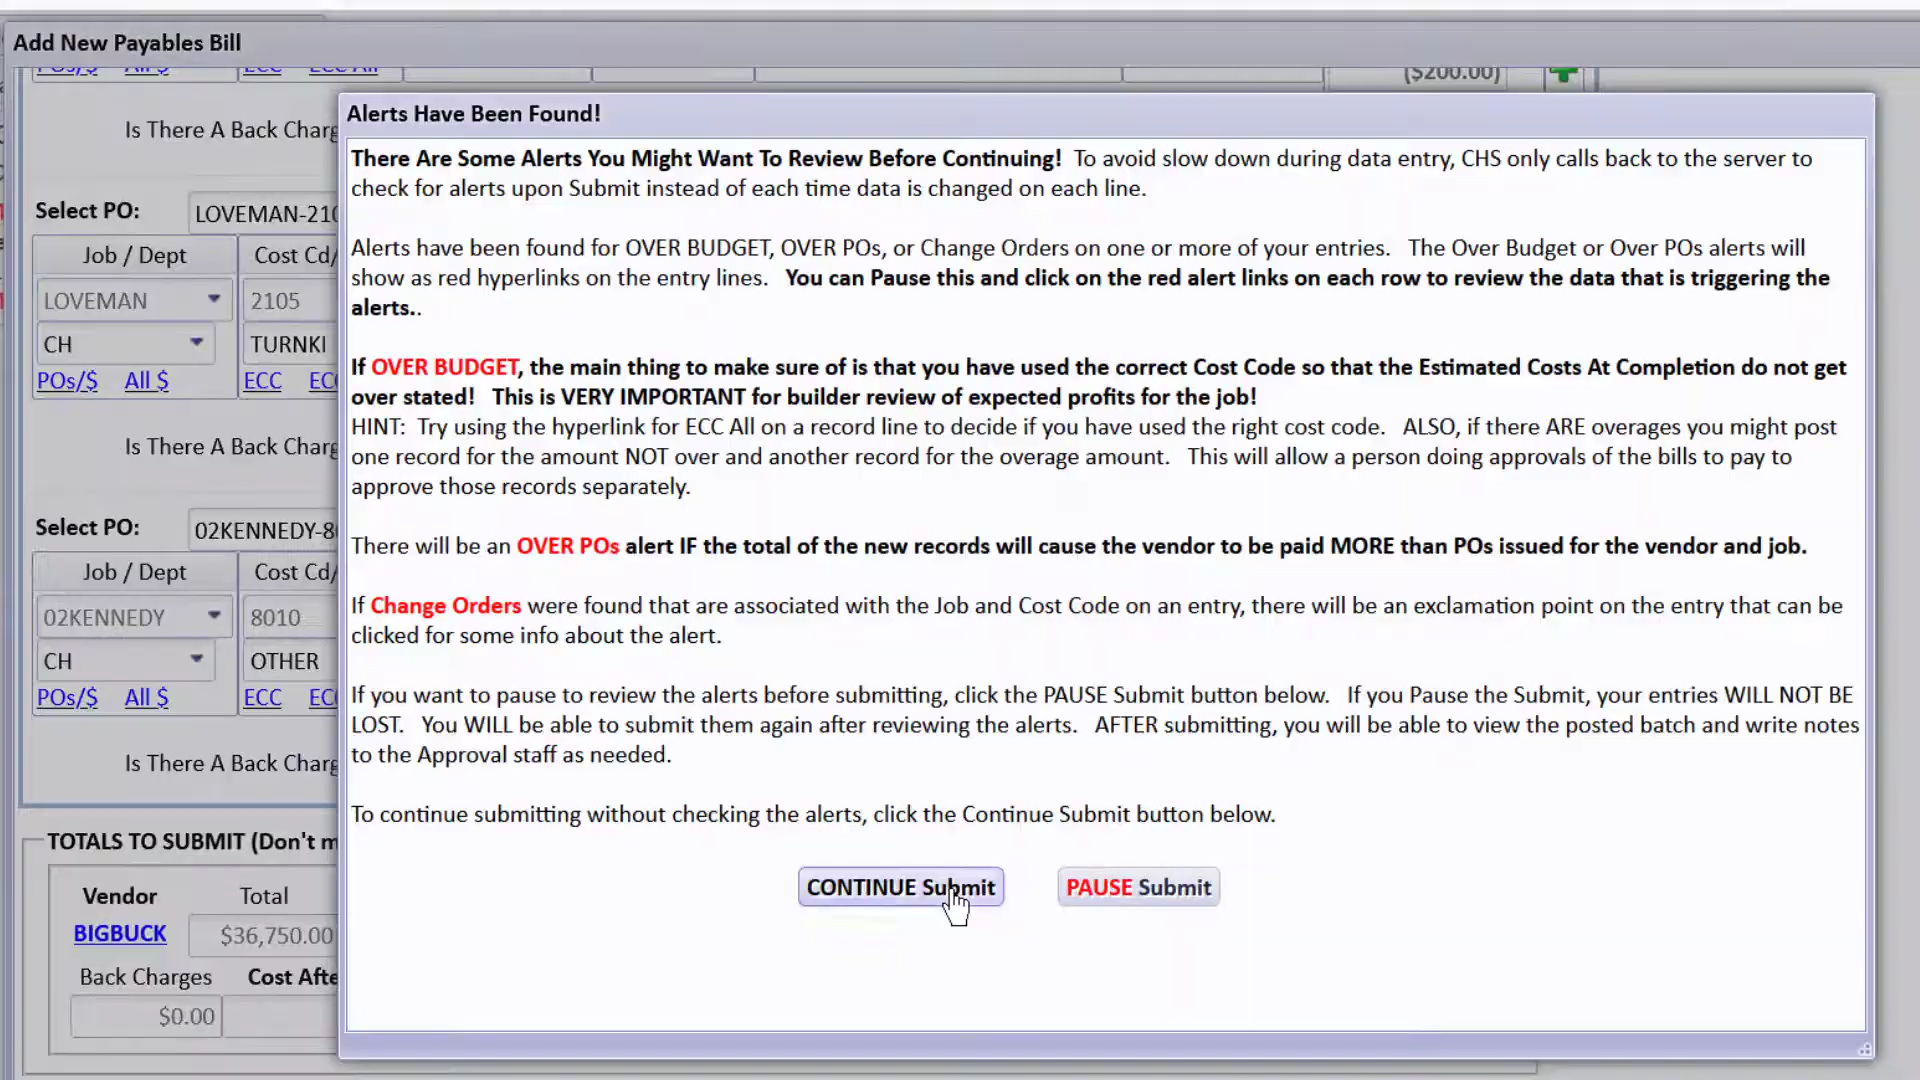 Add New Payables Bill
POs/$ All $ ECC ECC All ($200.00)
Is There A Back Charg
Select PO: LOVEMAN-210
Job / Dept Cost Cd/
LOVEMAN 2105
CH TURNKI
POs/$ All $ ECC EC
Is There A Back Charg
Select PO: 02KENNEDY-8
Job / Dept Cost Cd/
02KENNEDY 8010
CH OTHER
POs/$ All $ ECC EC
Is There A Back Charg
TOTALS TO SUBMIT (Don't m
Vendor Total
BIGBUCK $36,750.00
Back Charges Cost Afte
$0.00
Alerts Have Been Found!
There Are Some Alerts You Might Want To Review Before Continuing! To avoid slow down during data entry, CHS only calls back to the server to
check for alerts upon Submit instead of each time data is changed on each line.
Alerts have been found for OVER BUDGET, OVER POs, or Change Orders on one or more of your entries. The Over Budget or Over POs alerts will
show as red hyperlinks on the entry lines. You can Pause this and click on the red alert links on each row to review the data that is triggering the
alerts..
If OVER BUDGET, the main thing to make sure of is that you have used the correct Cost Code so that the Estimated Costs At Completion do not get
over stated! This is VERY IMPORTANT for builder review of expected profits for the job!
HINT: Try using the hyperlink for ECC All on a record line to decide if you have used the right cost code. ALSO, if there ARE overages you might post
one record for the amount NOT over and another record for the overage amount. This will allow a person doing approvals of the bills to pay to
approve those records separately.
There will be an OVER POs alert IF the total of the new records will cause the vendor to be paid MORE than POs issued for the vendor and job.
If Change Orders were found that are associated with the Job and Cost Code on an entry, there will be an exclamation point on the entry that can be
clicked for some info about the alert.
If you want to pause to review the alerts before submitting, click the PAUSE Submit button below. If you Pause the Submit, your entries WILL NOT BE
LOST. You WILL be able to submit them again after reviewing the alerts. AFTER submitting, you will be able to view the posted batch and write notes
to the Approval staff as needed.
To continue submitting without checking the alerts, click the Continue Submit button below.
CONTINUE Submit PAUSE Submit